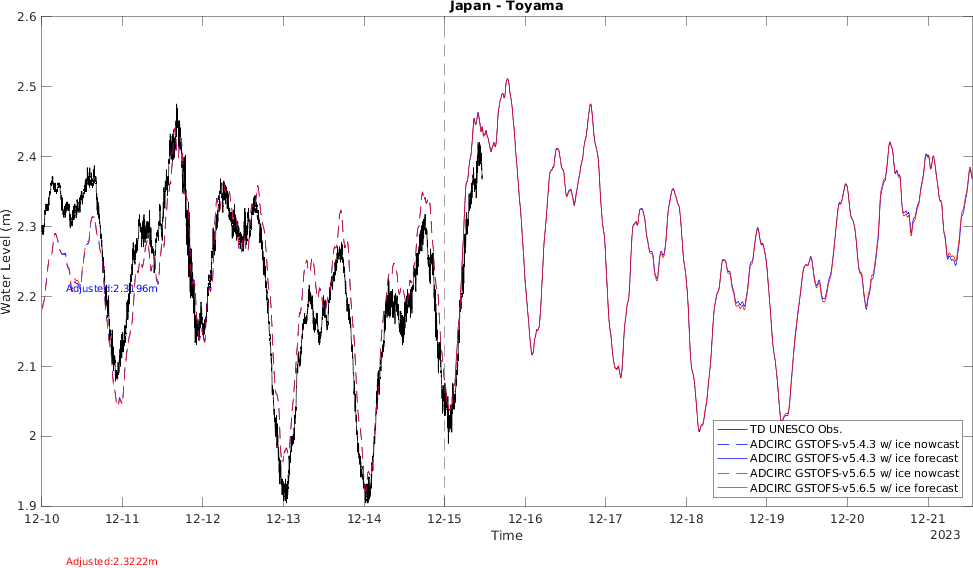 Japan - Toyama
2.6
2.5
2.4
2.3
2.2
2.1
2
1.9
Water Level (m)
Adjusted:2.3196m
TD UNESCO Obs.
ADCIRC GSTOFS-v5.4.3 w/ ice nowcast
ADCIRC GSTOFS-v5.4.3 w/ ice forecast
ADCIRC GSTOFS-v5.6.5 w/ ice nowcast
ADCIRC GSTOFS-v5.6.5 w/ ice forecast
12-10 12-11 12-12 12-13 12-14 12-15 12-16 12-17 12-18 12-19 12-20 12-21
Time
2023
Adjusted:2.3222m